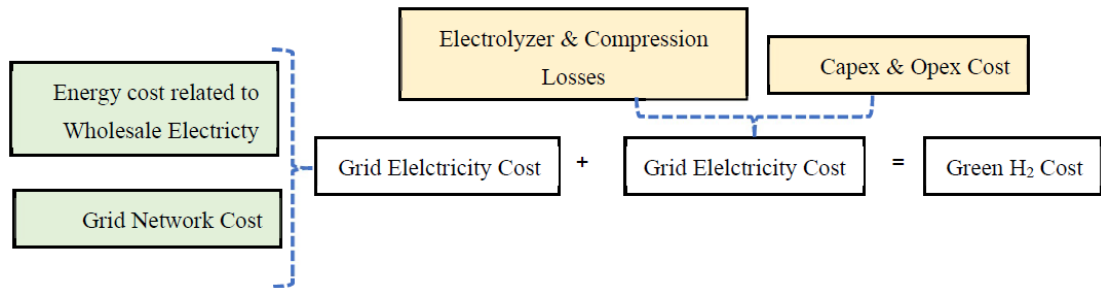 Electrolyzer & Compression
Losses
Capex & Opex Cost
Energy cost related to
Wholesale Electricty
Grid Elelctricity Cost + Grid Elelctricity Cost = Green H₂ Cost
Grid Network Cost